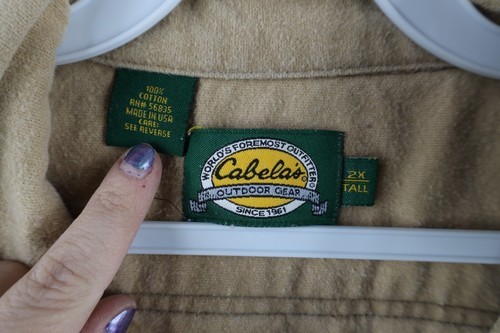 100%
COTTON
RN# 56835
MADE IN USA
CARE:
SEE REVERSE
WORLD'S FOREMOST OUTFITTER
Cabela's
OUTDOOR GEAR
SINCE 1961
2X
TALL